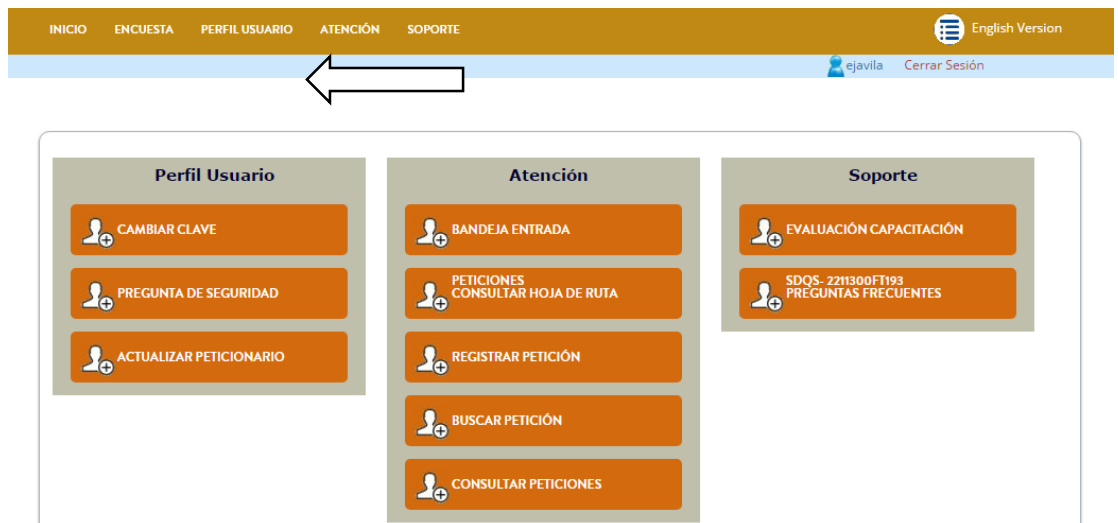 INICIO ENCUESTA PERFIL USUARIO ATENCIÓN SOPORTE English Version
ejavila Cerrar Sesión
Perfil Usuario
CAMBIAR CLAVE
PREGUNTA DE SEGURIDAD
ACTUALIZAR PETICIONARIO
Atención
BANDEJA ENTRADA
PETICIONES
CONSULTAR HOJA DE RUTA
REGISTRAR PETICIÓN
BUSCAR PETICIÓN
CONSULTAR PETICIONES
Soporte
EVALUACIÓN CAPACITACIÓN
SDQS- 2211300FT193
PREGUNTAS FRECUENTES